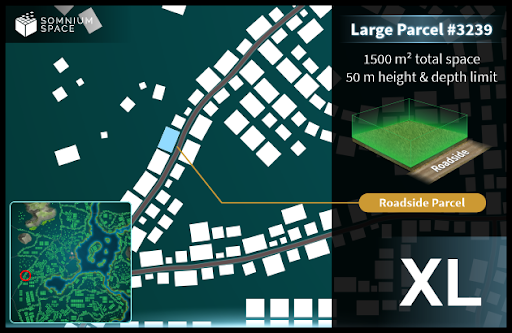 SOMNIUM
SPACE
Large Parcel #3239
1500 m² total space
50 m height & depth limit
Roadside
Roadside Parcel
XL